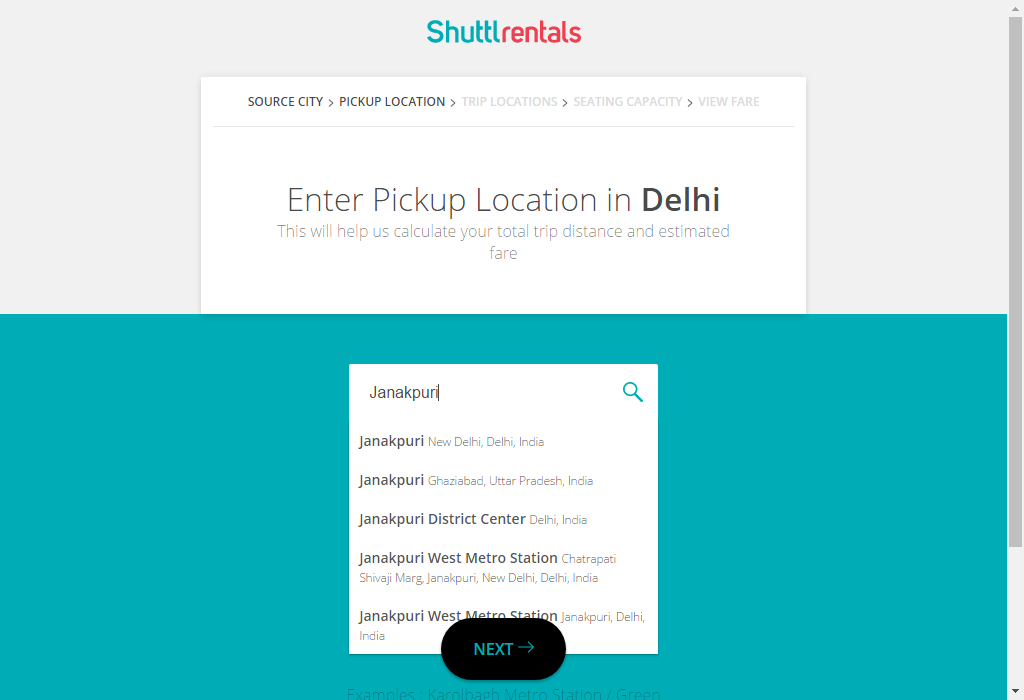 Shuttlrentals
SOURCE CITY > PICKUP LOCATION > TRIP LOCATIONS > SEATING CAPACITY > VIEW FARE
Enter Pickup Location in Delhi
This will help us calculate your total trip distance and estimated
fare
Janakpuri
Janakpuri New Delhi, Delhi, India
Janakpuri Ghaziabad, Uttar Pradesh, India
Janakpuri District Center Delhi, India
Janakpuri West Metro Station Chatrapati
Shivaji Marg, Janakpuri, New Delhi, Delhi, India
Janakpuri West Metro Station Janakpuri, Delhi,
India
NEXT →
Examples : Karolbagh Metro Station / Green